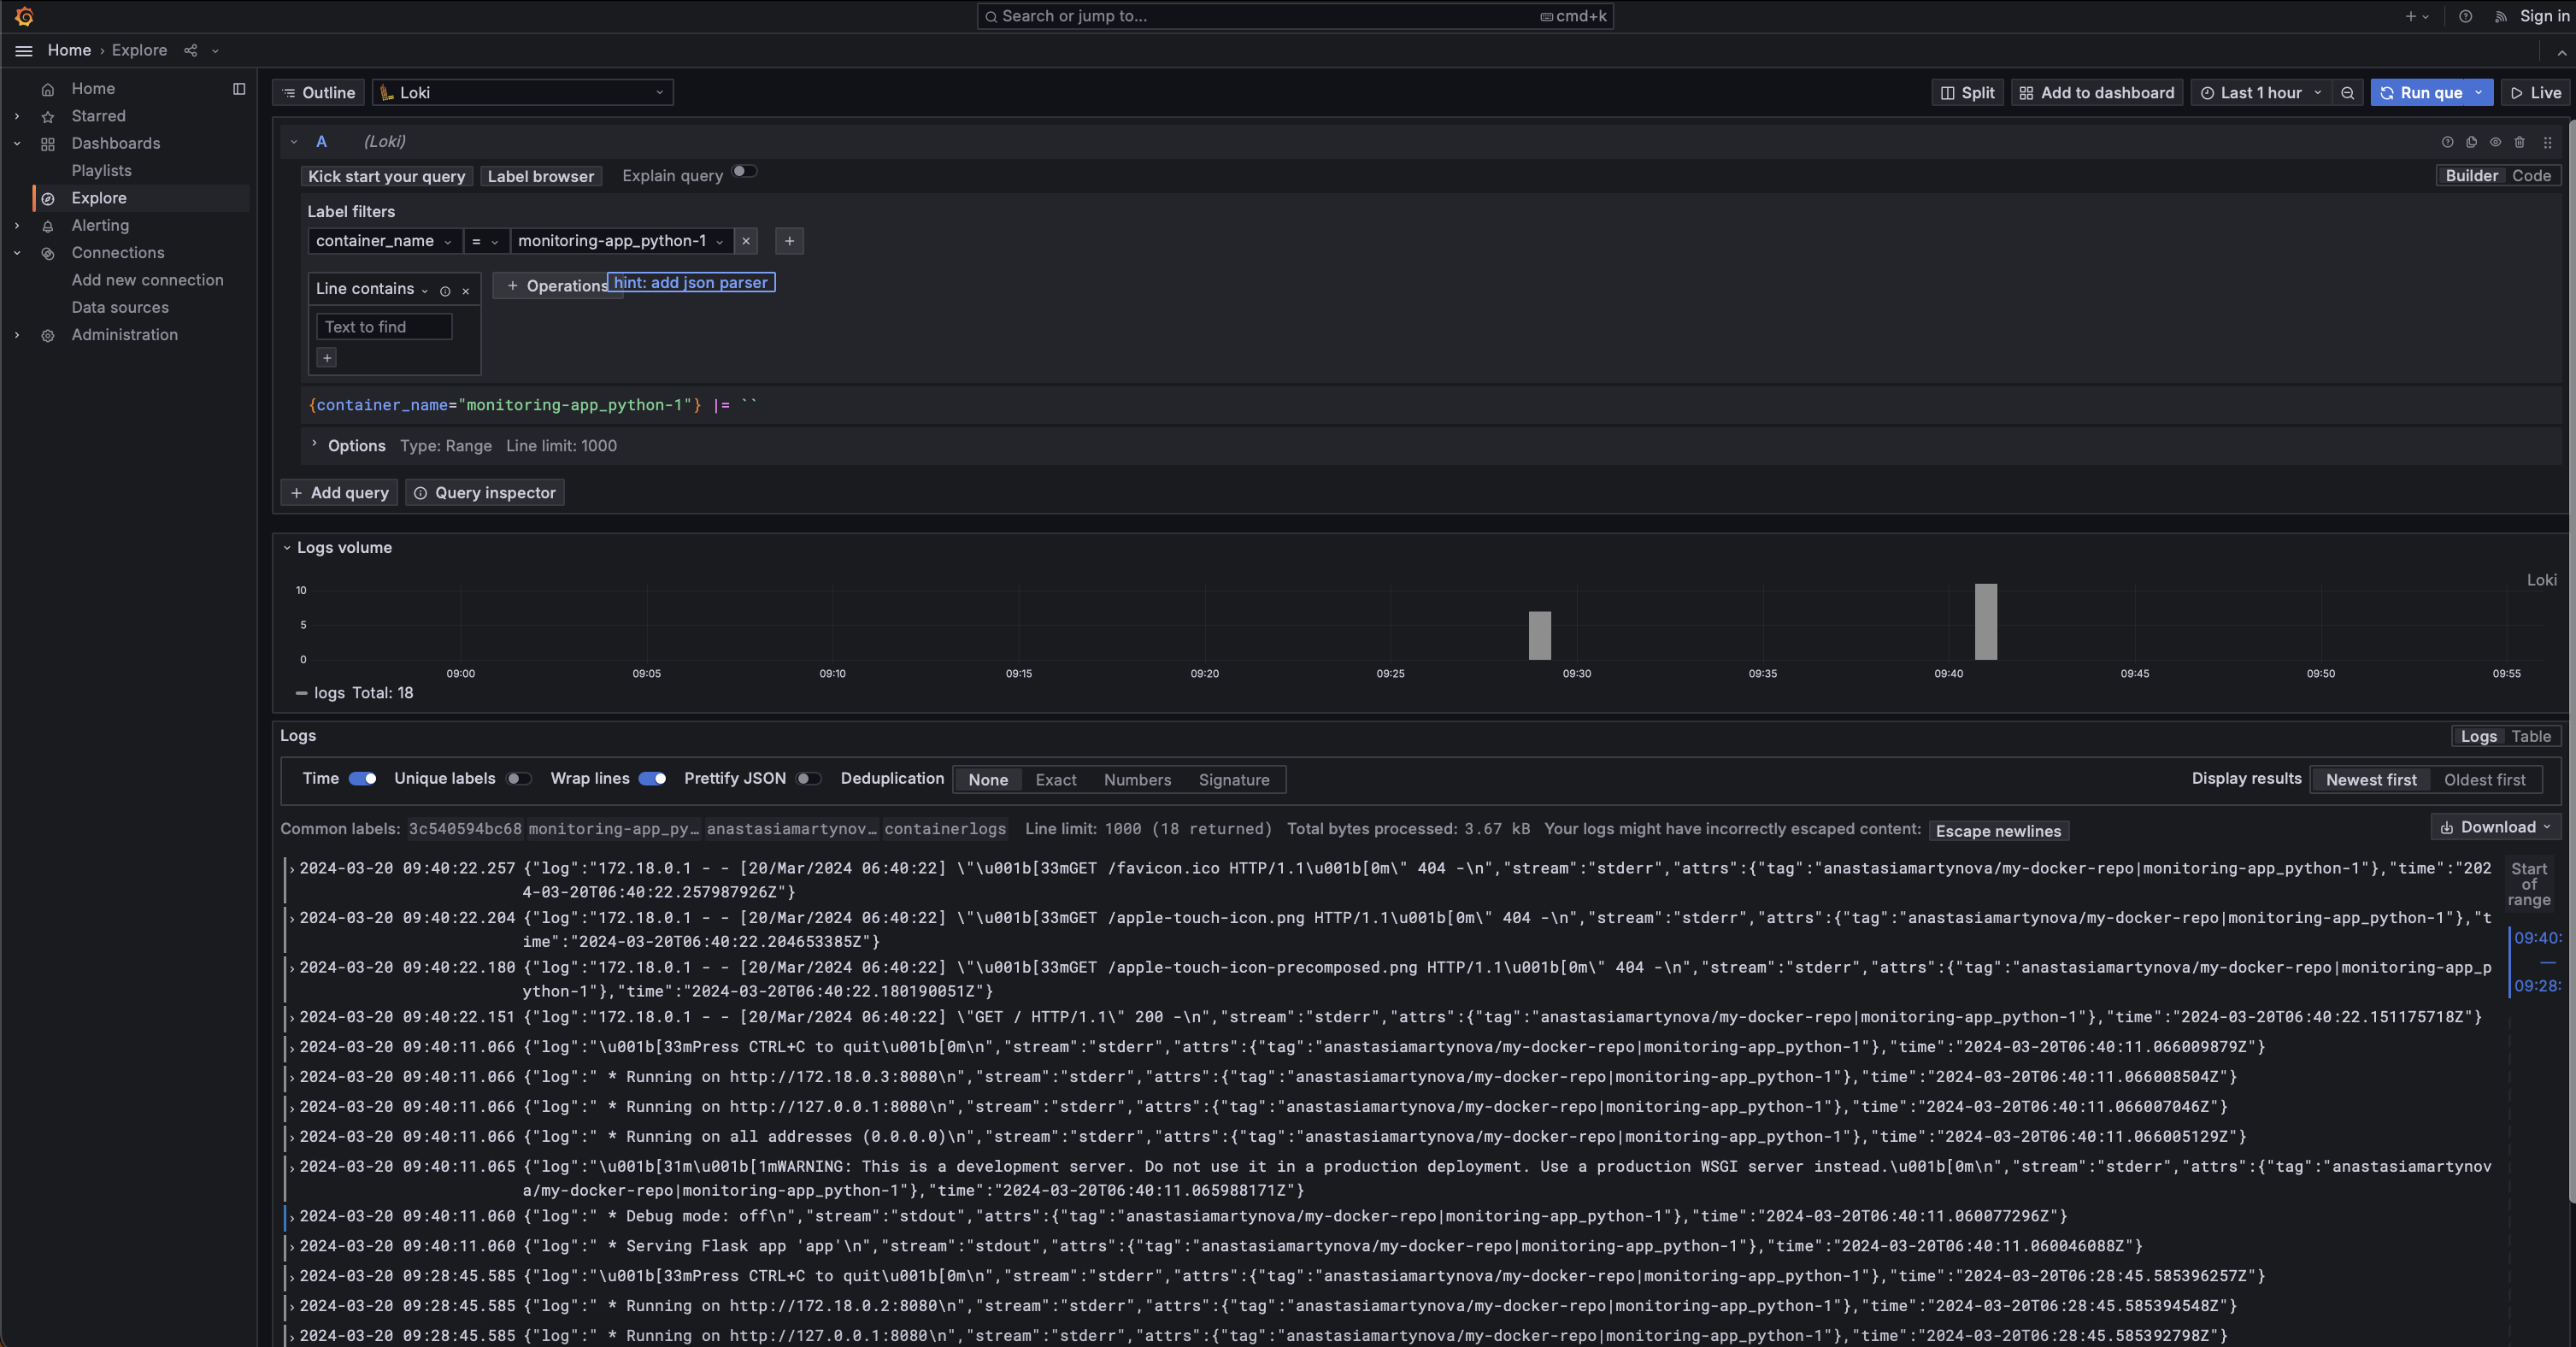 Search or jump to...
cmd+k
Sign in
Home › Explore
Home
Starred
Dashboards
Playlists
Explore
Alerting
Connections
Add new connection
Data sources
Administration
Outline
Loki
Split
Add to dashboard
Last 1 hour
Run que
Live
A (Loki)
Kick start your query
Label browser
Explain query
Builder
Code
Label filters
container_name
=
monitoring-app_python-1
Line contains
+ Operations
hint: add json parser
Text to find
{container_name="monitoring-app_python-1"} |= ``
Options Type: Range Line limit: 1000
+ Add query
Query inspector
Logs volume
Loki
10
5
0
09:00 09:05 09:10 09:15 09:20 09:25 09:30 09:35 09:40 09:45 09:50 09:55
logs Total: 18
Logs
Logs Table
Time Unique labels Wrap lines Prettify JSON Deduplication None Exact Numbers Signature Display results Newest first Oldest first
Common labels: 3c540594bc68 monitoring-app_py… anastasiamartynov… containerlogs Line limit: 1000 (18 returned) Total bytes processed: 3.67 kB Your logs might have incorrectly escaped content: Escape newlines
Download
2024-03-20 09:40:22.257 {"log":"172.18.0.1 - - [20/Mar/2024 06:40:22] \"\u001b[33mGET /favicon.ico HTTP/1.1\u001b[0m\" 404 -\n","stream":"stderr","attrs":{"tag":"anastasiamartynova/my-docker-repo|monitoring-app_python-1"},"time":"202
4-03-20T06:40:22.257987926Z"}
2024-03-20 09:40:22.204 {"log":"172.18.0.1 - - [20/Mar/2024 06:40:22] \"\u001b[33mGET /apple-touch-icon.png HTTP/1.1\u001b[0m\" 404 -\n","stream":"stderr","attrs":{"tag":"anastasiamartynova/my-docker-repo|monitoring-app_python-1"},"t
ime":"2024-03-20T06:40:22.204653385Z"}
2024-03-20 09:40:22.180 {"log":"172.18.0.1 - - [20/Mar/2024 06:40:22] \"\u001b[33mGET /apple-touch-icon-precomposed.png HTTP/1.1\u001b[0m\" 404 -\n","stream":"stderr","attrs":{"tag":"anastasiamartynova/my-docker-repo|monitoring-app_p
ython-1"},"time":"2024-03-20T06:40:22.180190051Z"}
2024-03-20 09:40:22.151 {"log":"172.18.0.1 - - [20/Mar/2024 06:40:22] \"GET / HTTP/1.1\" 200 -\n","stream":"stderr","attrs":{"tag":"anastasiamartynova/my-docker-repo|monitoring-app_python-1"},"time":"2024-03-20T06:40:22.151175718Z"}
2024-03-20 09:40:11.066 {"log":"\u001b[33mPress CTRL+C to quit\u001b[0m\n","stream":"stderr","attrs":{"tag":"anastasiamartynova/my-docker-repo|monitoring-app_python-1"},"time":"2024-03-20T06:40:11.066009879Z"}
2024-03-20 09:40:11.066 {"log":" * Running on http://172.18.0.3:8080\n","stream":"stderr","attrs":{"tag":"anastasiamartynova/my-docker-repo|monitoring-app_python-1"},"time":"2024-03-20T06:40:11.066008504Z"}
2024-03-20 09:40:11.066 {"log":" * Running on http://127.0.0.1:8080\n","stream":"stderr","attrs":{"tag":"anastasiamartynova/my-docker-repo|monitoring-app_python-1"},"time":"2024-03-20T06:40:11.066007046Z"}
2024-03-20 09:40:11.066 {"log":" * Running on all addresses (0.0.0.0)\n","stream":"stderr","attrs":{"tag":"anastasiamartynova/my-docker-repo|monitoring-app_python-1"},"time":"2024-03-20T06:40:11.066005129Z"}
2024-03-20 09:40:11.065 {"log":"\u001b[31m\u001b[1mWARNING: This is a development server. Do not use it in a production deployment. Use a production WSGI server instead.\u001b[0m\n","stream":"stderr","attrs":{"tag":"anastasiamartynov
a/my-docker-repo|monitoring-app_python-1"},"time":"2024-03-20T06:40:11.065988171Z"}
2024-03-20 09:40:11.060 {"log":" * Debug mode: off\n","stream":"stdout","attrs":{"tag":"anastasiamartynova/my-docker-repo|monitoring-app_python-1"},"time":"2024-03-20T06:40:11.060077296Z"}
2024-03-20 09:40:11.060 {"log":" * Serving Flask app 'app'\n","stream":"stdout","attrs":{"tag":"anastasiamartynova/my-docker-repo|monitoring-app_python-1"},"time":"2024-03-20T06:40:11.060046088Z"}
2024-03-20 09:28:45.585 {"log":"\u001b[33mPress CTRL+C to quit\u001b[0m\n","stream":"stderr","attrs":{"tag":"anastasiamartynova/my-docker-repo|monitoring-app_python-1"},"time":"2024-03-20T06:28:45.585396257Z"}
2024-03-20 09:28:45.585 {"log":" * Running on http://172.18.0.2:8080\n","stream":"stderr","attrs":{"tag":"anastasiamartynova/my-docker-repo|monitoring-app_python-1"},"time":"2024-03-20T06:28:45.585394548Z"}
2024-03-20 09:28:45.585 {"log":" * Running on http://127.0.0.1:8080\n","stream":"stderr","attrs":{"tag":"anastasiamartynova/my-docker-repo|monitoring-app_python-1"},"time":"2024-03-20T06:28:45.585392798Z"}
Start
of
range
09:40:
—
09:28: